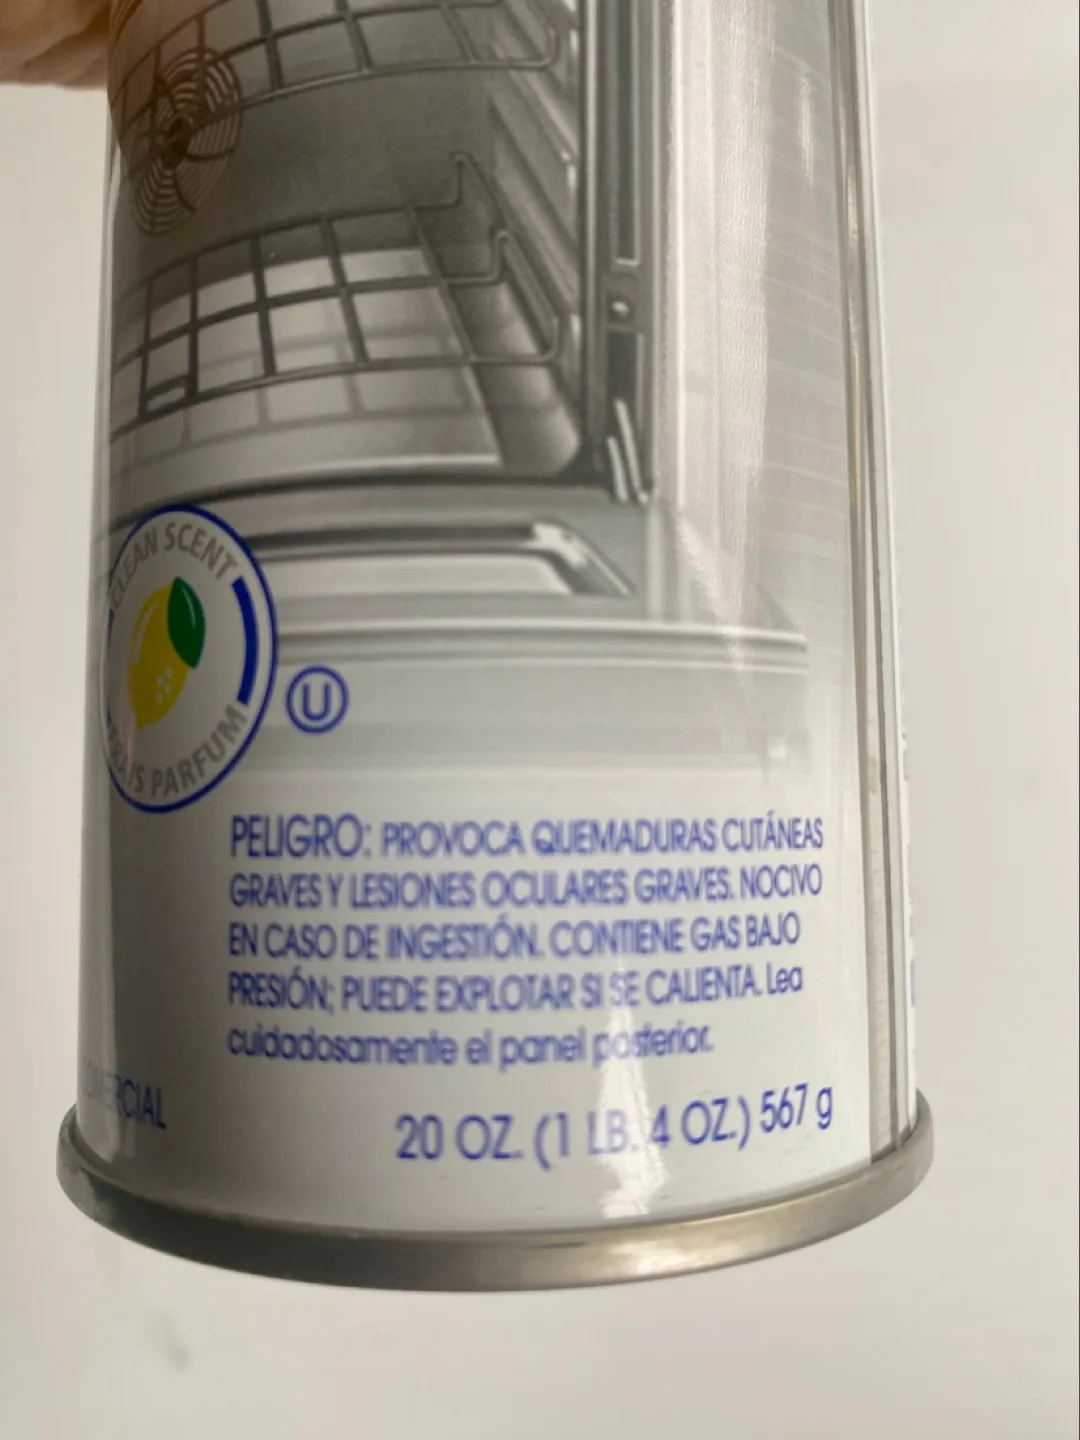 CLEAN SCENT
FRAIS PARFUM
U
PELIGRO: PROVOCA QUEMADURAS CUTÁNEAS
GRAVES Y LESIONES OCULARES GRAVES. NOCIVO
EN CASO DE INGESTIÓN. CONTIENE GAS BAJO
PRESIÓN; PUEDE EXPLOTAR SI SE CALIENTA. Lea
cuidadosamente el panel posterior.
20 OZ. (1 LB. 4 OZ.) 567 g